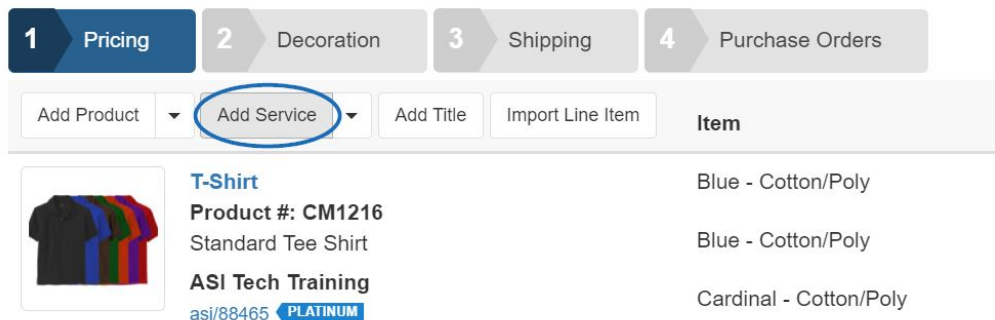 1 Pricing 2 Decoration 3 Shipping 4 Purchase Orders
Add Product Add Service Add Title Import Line Item Item
T-Shirt Blue - Cotton/Poly
Product #: CM1216
Standard Tee Shirt Blue - Cotton/Poly
ASI Tech Training
asi/88465 PLATINUM Cardinal - Cotton/Poly